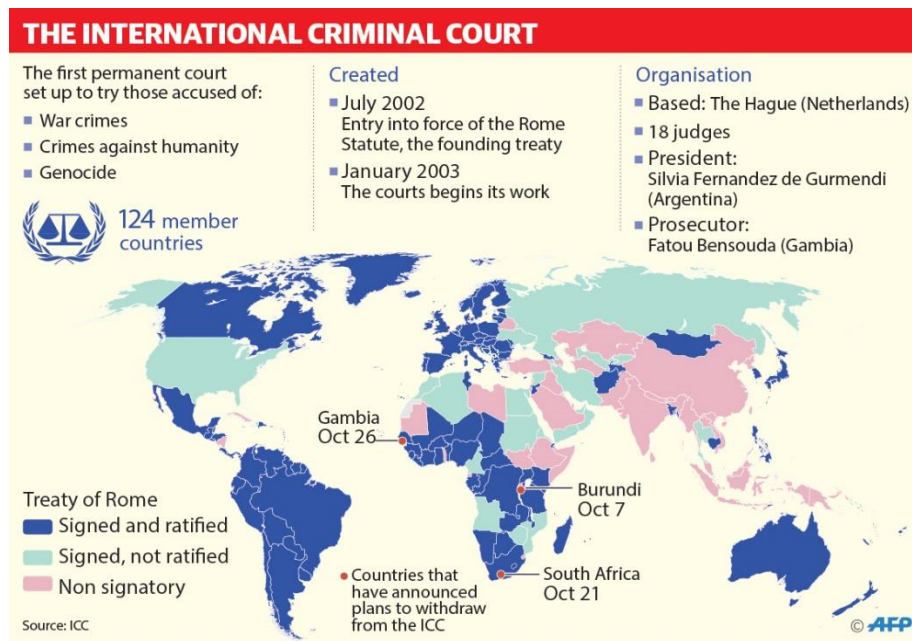 THE INTERNATIONAL CRIMINAL COURT
The first permanent court
set up to try those accused of:
War crimes
Crimes against humanity
Genocide
124 member
countries
Created
July 2002
Entry into force of the Rome
Statute, the founding treaty
January 2003
The courts begins its work
Organisation
Based: The Hague (Netherlands)
18 judges
President:
Silvia Fernandez de Gurmendi
(Argentina)
Prosecutor:
Fatou Bensouda (Gambia)
Gambia
Oct 26
Burundi
Oct 7
South Africa
Oct 21
Treaty of Rome
Signed and ratified
Signed, not ratified
Non signatory
Countries that
have announced
plans to withdraw
from the ICC
Source: ICC
© AFP